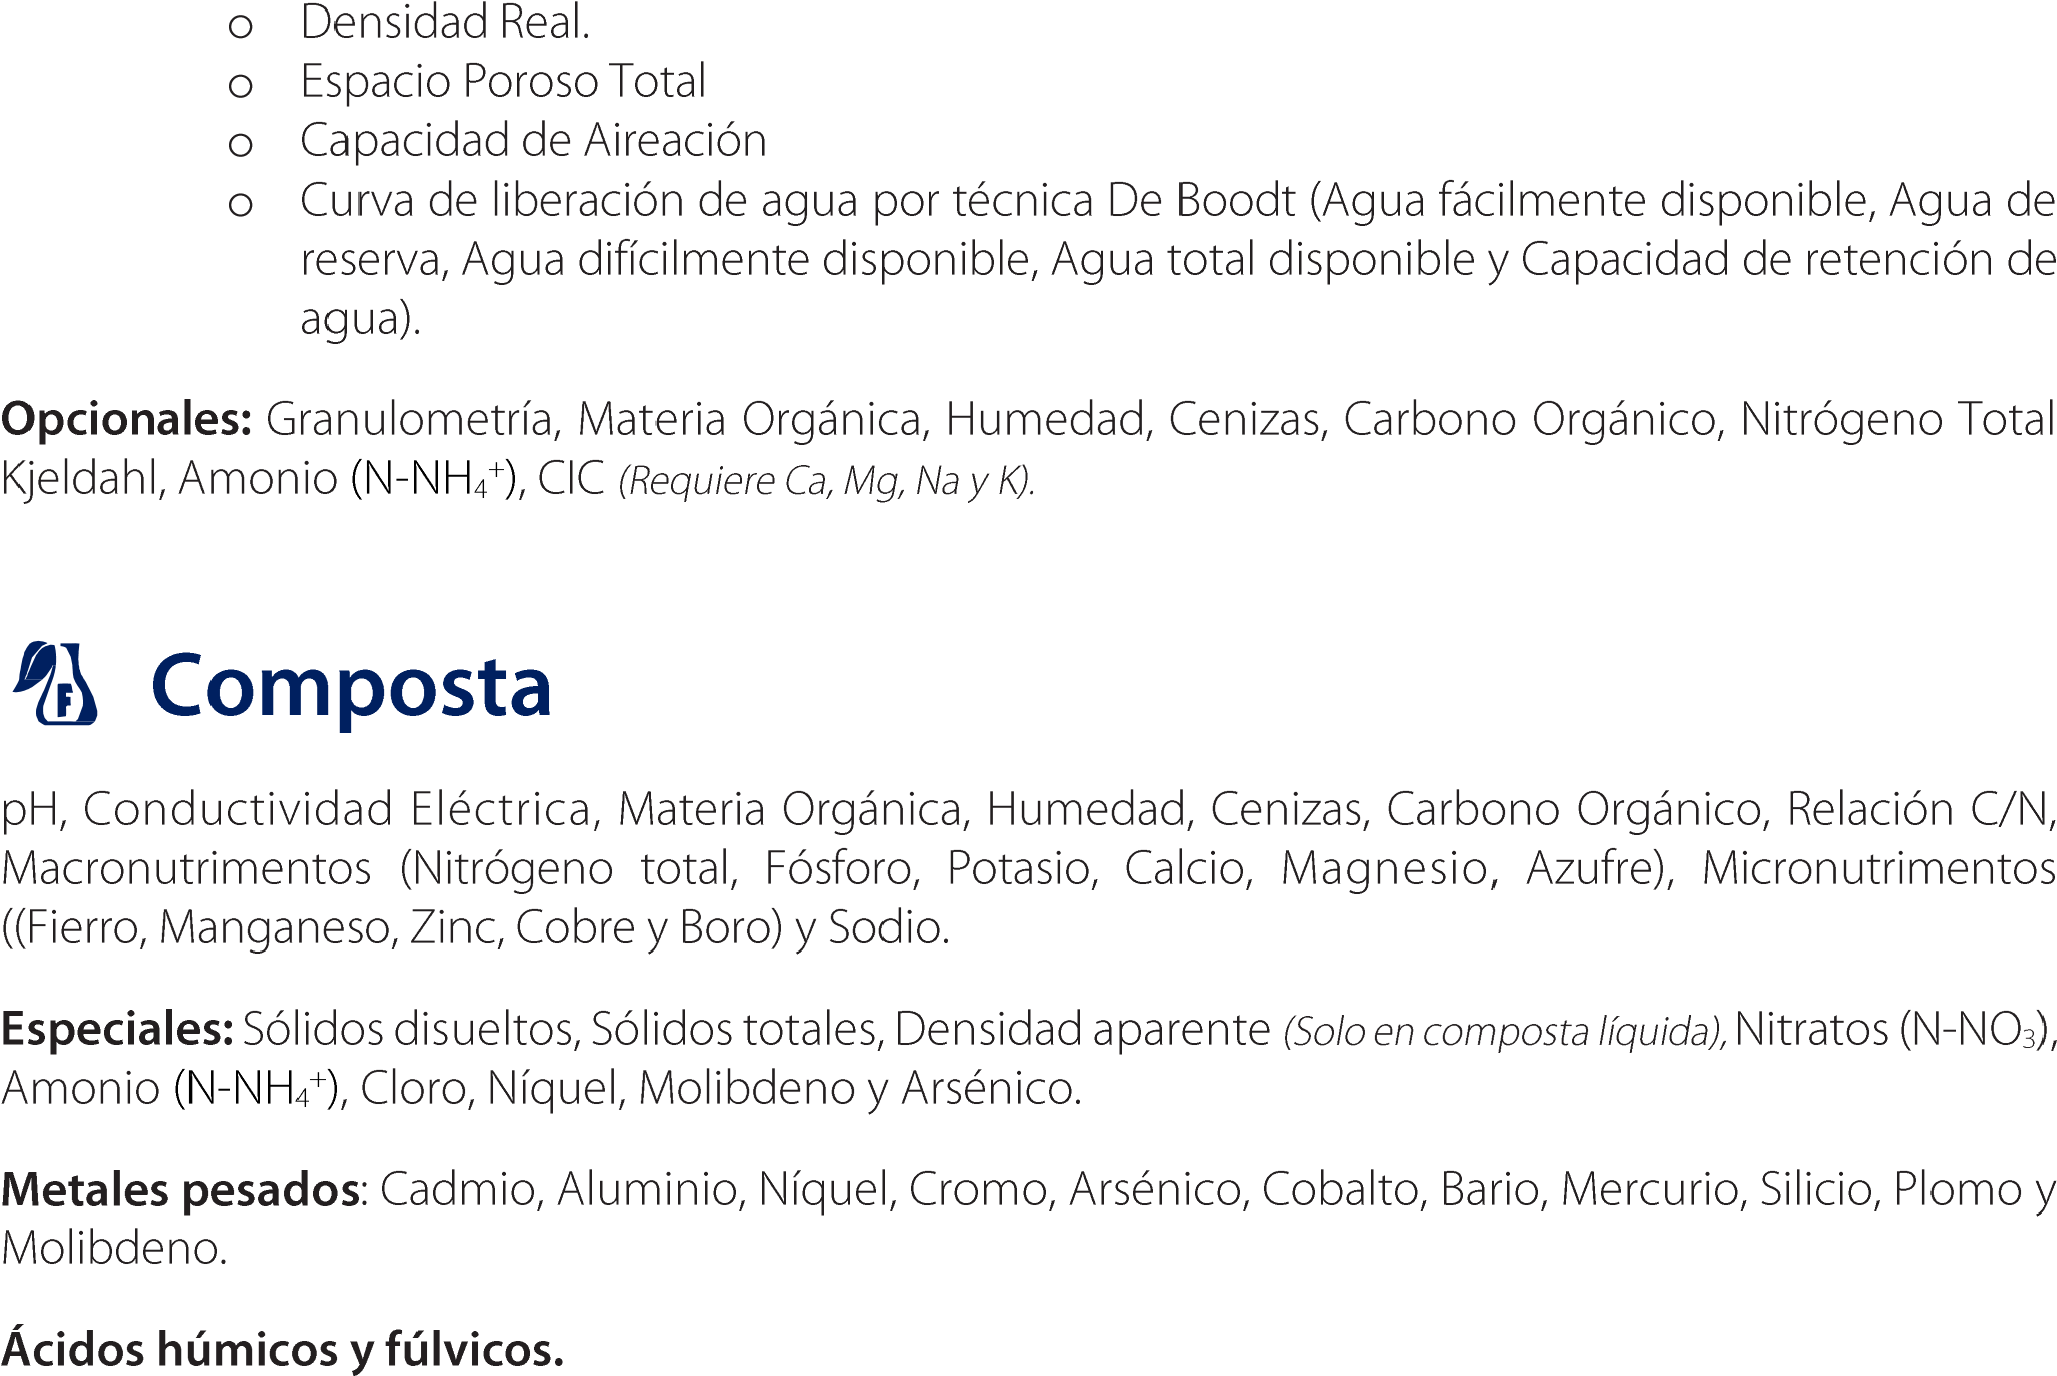 o Densidad Real.
o Espacio Poroso Total
o Capacidad de Aireación
o Curva de liberación de agua por técnica De Boodt (Agua fácilmente disponible, Agua de
reserva, Agua difícilmente disponible, Agua total disponible y Capacidad de retención de
agua).
Opcionales: Granulometría, Materia Orgánica, Humedad, Cenizas, Carbono Orgánico, Nitrógeno Total
Kjeldahl, Amonio (N-NH₄⁺), CIC (Requiere Ca, Mg, Na y K).
F
Composta
pH, Conductividad Eléctrica, Materia Orgánica, Humedad, Cenizas, Carbono Orgánico, Relación C/N,
Macronutrimentos (Nitrógeno total, Fósforo, Potasio, Calcio, Magnesio, Azufre), Micronutrimentos
((Fierro, Manganeso, Zinc, Cobre y Boro) y Sodio.
Especiales: Sólidos disueltos, Sólidos totales, Densidad aparente (Solo en composta líquida), Nitratos (N-NO₃),
Amonio (N-NH₄⁺), Cloro, Níquel, Molibdeno y Arsénico.
Metales pesados: Cadmio, Aluminio, Níquel, Cromo, Arsénico, Cobalto, Bario, Mercurio, Silicio, Plomo y
Molibdeno.
Ácidos húmicos y fúlvicos.